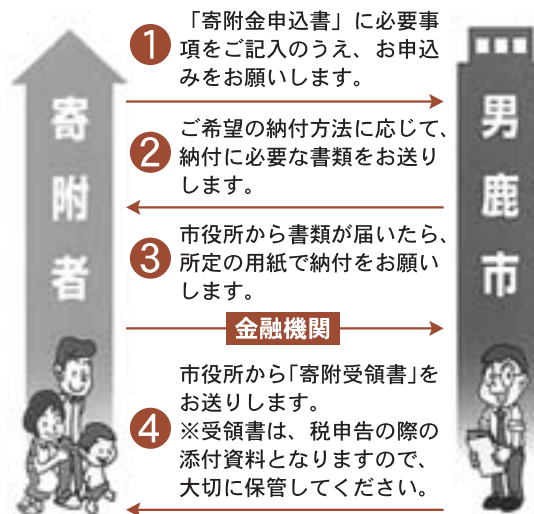 寄附者
男鹿市
1
「寄附金申込書」に必要事
項をご記入のうえ、お申込
みをお願いします。
2
ご希望の納付方法に応じて、
納付に必要な書類をお送り
します。
3
市役所から書類が届いたら、
所定の用紙で納付をお願い
します。
金融機関
4
市役所から「寄附受領書」を
お送りします。
※受領書は、税申告の際の
添付資料となりますので、
大切に保管してください。